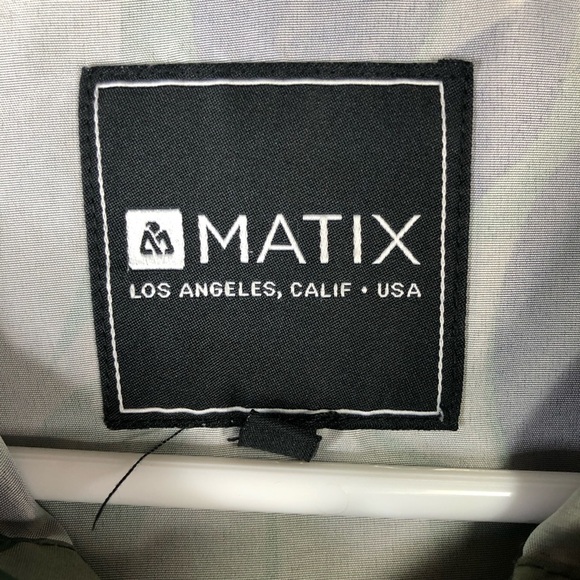 MATIX
LOS ANGELES, CALIF • USA